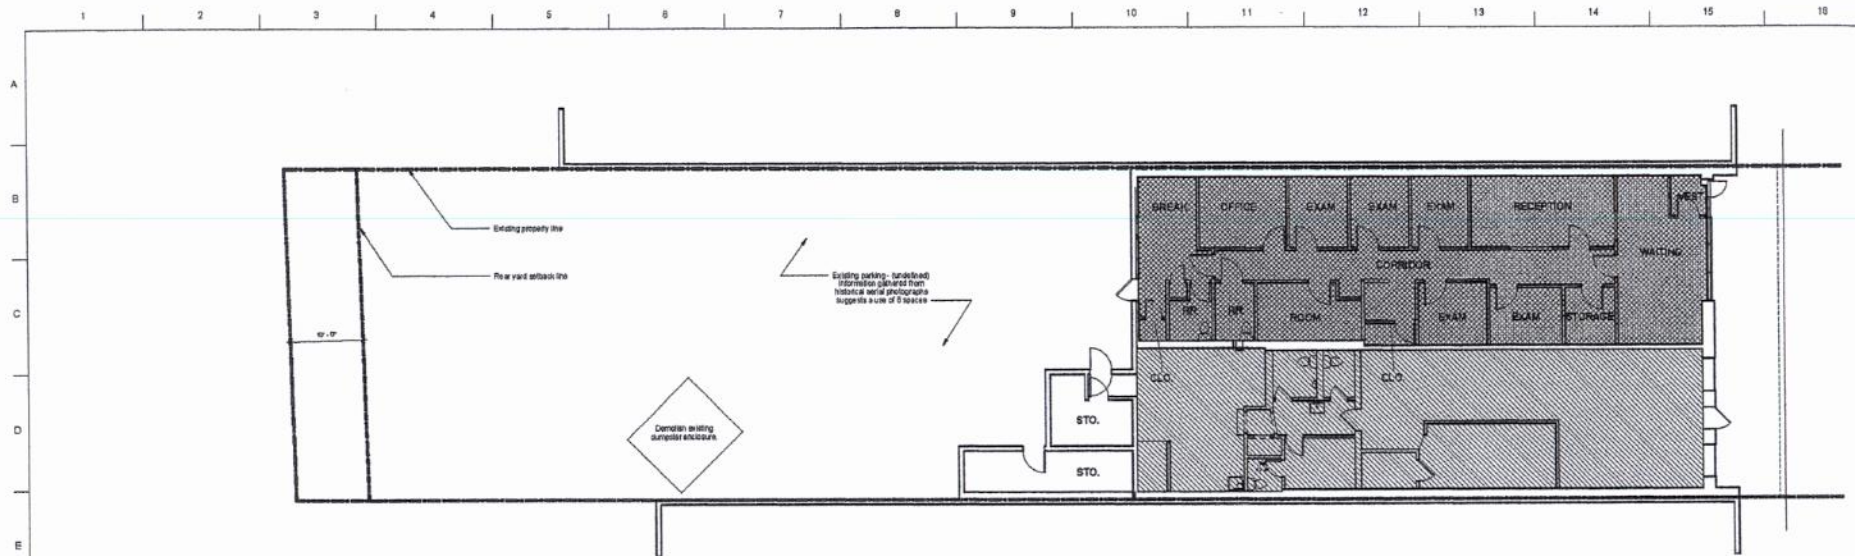 1 2 3 4 5 6 7 8 9 10 11 12 13 14 15 16
A
B
C
D
E
BREAK OFFICE EXAM EXAM EXAM RECEPTION VEST
WAITING
CORRIDOR
RR RR ROOM EXAM EXAM STORAGE
CLO. CLO.
STO.
STO.
Existing property line
Rear yard setback line
Existing parking - (undefined)
information gathered from
historical aerial photographs
suggests a use of 8 spaces
Demolish existing
dumpster enclosure.